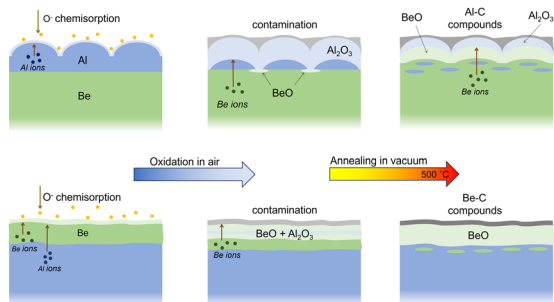 O⁻ chemisorption
Al ions
Al
Be
contamination
Al₂O₃
Be ions
BeO
Al-C
compounds
BeO
Al₂O₃
Be ions
Oxidation in air
Annealing in vacuum
500 ˚C
O⁻ chemisorption
Be
Be ions
Al ions
contamination
BeO + Al₂O₃
Be ions
Be-C
compounds
BeO